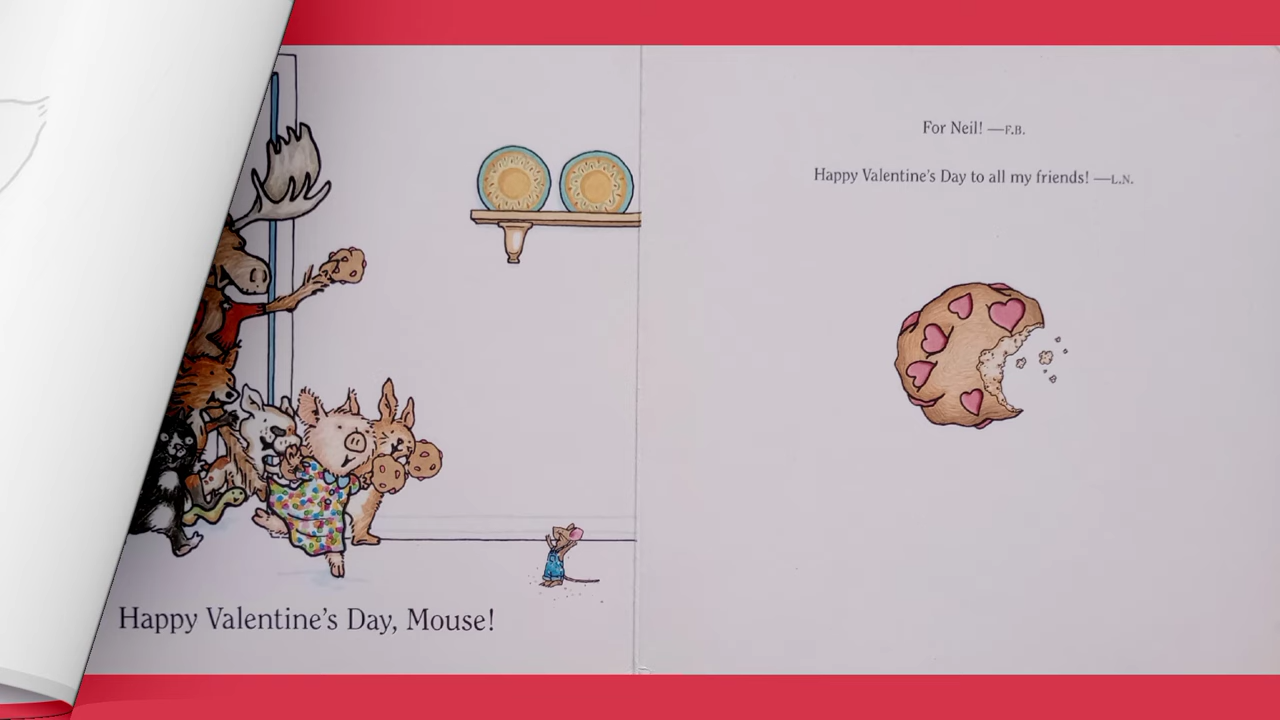 Happy Valentine's Day, Mouse!
For Neil! —F.B.
Happy Valentine's Day to all my friends! —L.N.